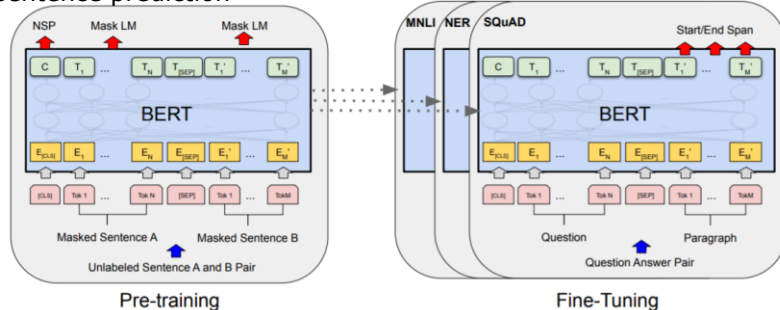 sentence prediction
NSP Mask LM Mask LM
C T1 ... TN T[SEP] T1' ... TM'
BERT
E[CLS] E1 ... EN E[SEP] E1' ... EM'
[CLS] Tok 1 ... Tok N [SEP] Tok 1 ... TokM
Masked Sentence A Masked Sentence B
Unlabeled Sentence A and B Pair
Pre-training
MNLI NER SQuAD Start/End Span
C T1 ... TN T[SEP] T1' ... TM'
BERT
E[CLS] E1 ... EN E[SEP] E1' ... EM'
[CLS] Tok 1 ... Tok N [SEP] Tok 1 ... TokM
Question Paragraph
Question Answer Pair
Fine-Tuning